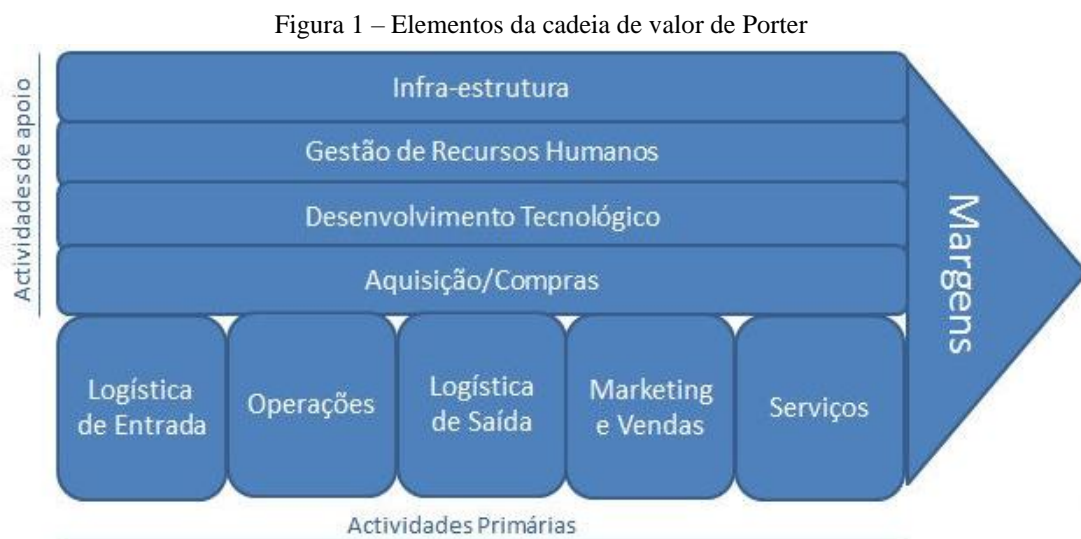 Figura 1 – Elementos da cadeia de valor de Porter
Actividades de apoio
Infra-estrutura
Gestão de Recursos Humanos
Desenvolvimento Tecnológico
Aquisição/Compras
Margens
Logística
de Entrada
Operações
Logística
de Saída
Marketing
e Vendas
Serviços
Actividades Primárias